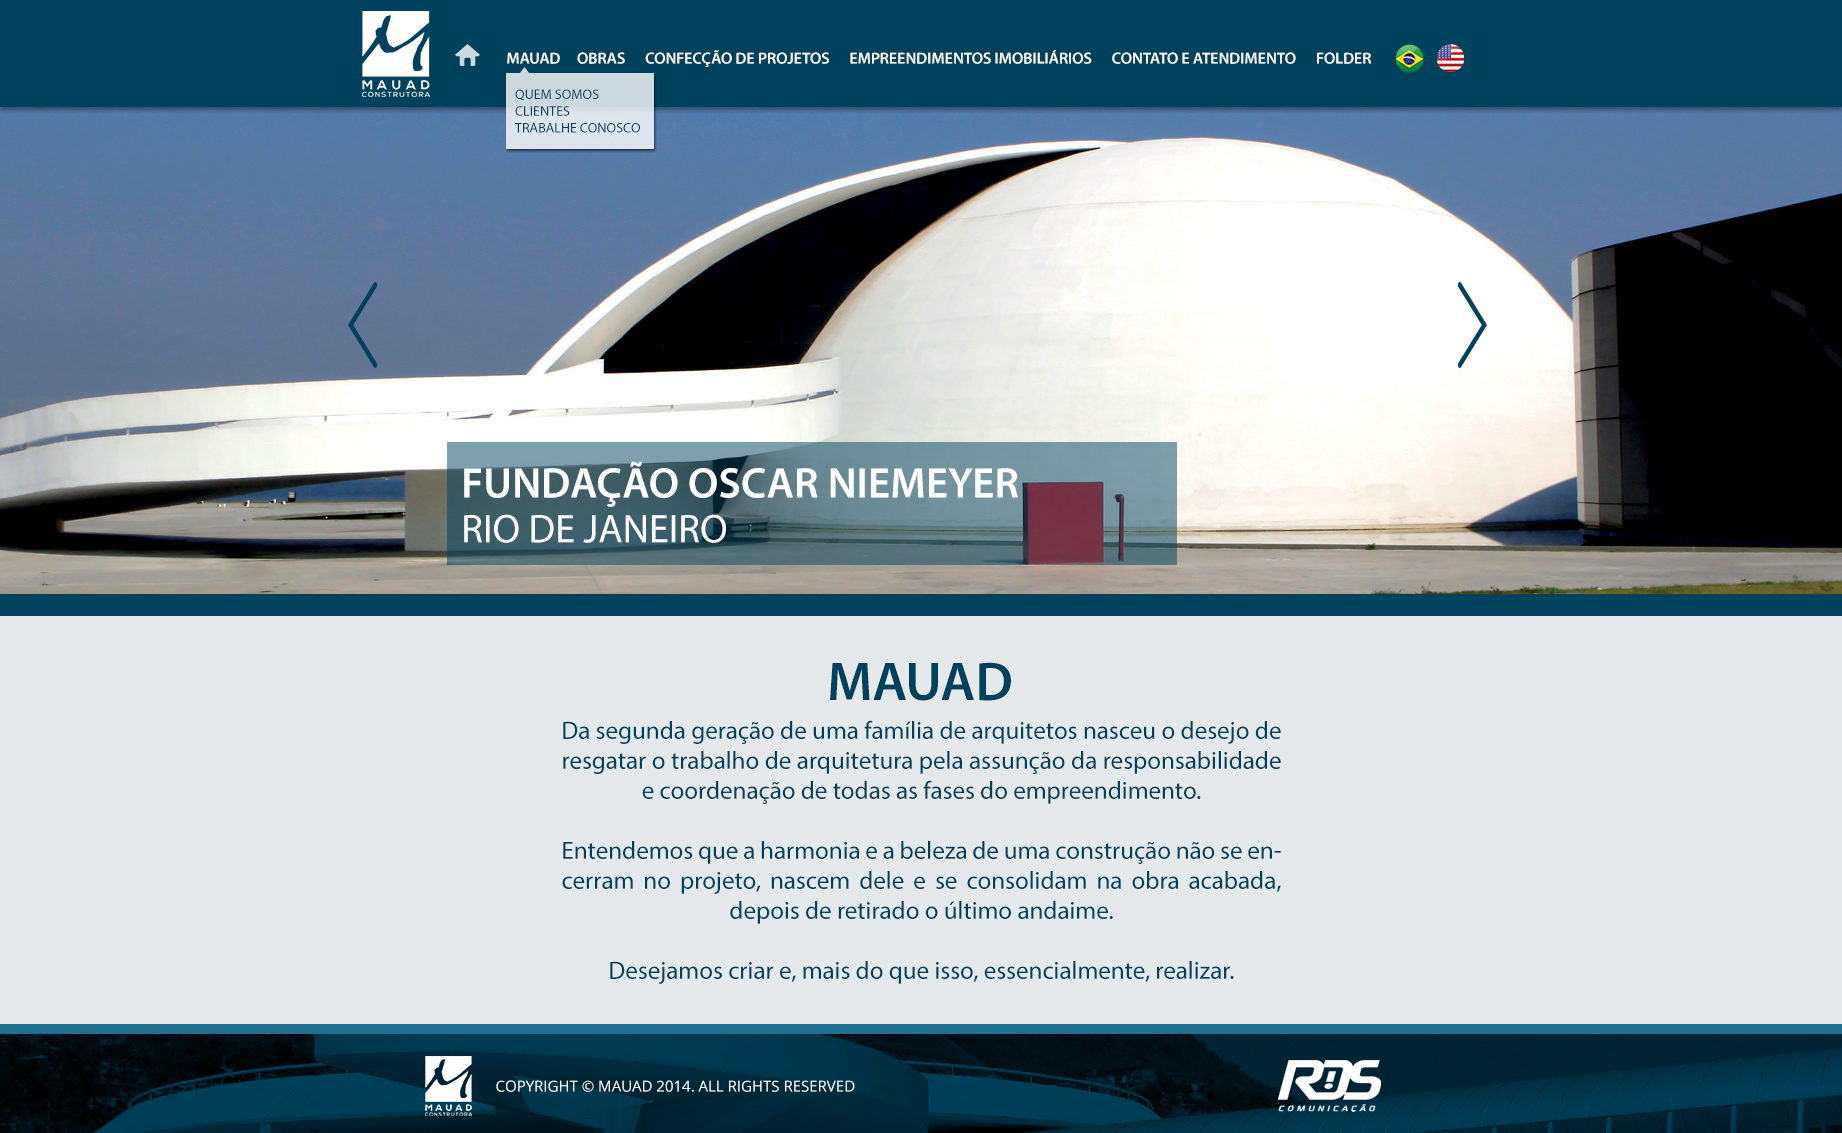 MAUAD
CONSTRUTORA
MAUAD OBRAS CONFECÇÃO DE PROJETOS EMPREENDIMENTOS IMOBILIÁRIOS CONTATO E ATENDIMENTO FOLDER
QUEM SOMOS
CLIENTES
TRABALHE CONOSCO
FUNDAÇÃO OSCAR NIEMEYER
RIO DE JANEIRO
MAUAD
Da segunda geração de uma família de arquitetos nasceu o desejo de
resgatar o trabalho de arquitetura pela assunção da responsabilidade
e coordenação de todas as fases do empreendimento.
Entendemos que a harmonia e a beleza de uma construção não se en-
cerram no projeto, nascem dele e se consolidam na obra acabada,
depois de retirado o último andaime.
Desejamos criar e, mais do que isso, essencialmente, realizar.
MAUAD
CONSTRUTORA
COPYRIGHT © MAUAD 2014. ALL RIGHTS RESERVED
RDS
COMUNICAÇÃO